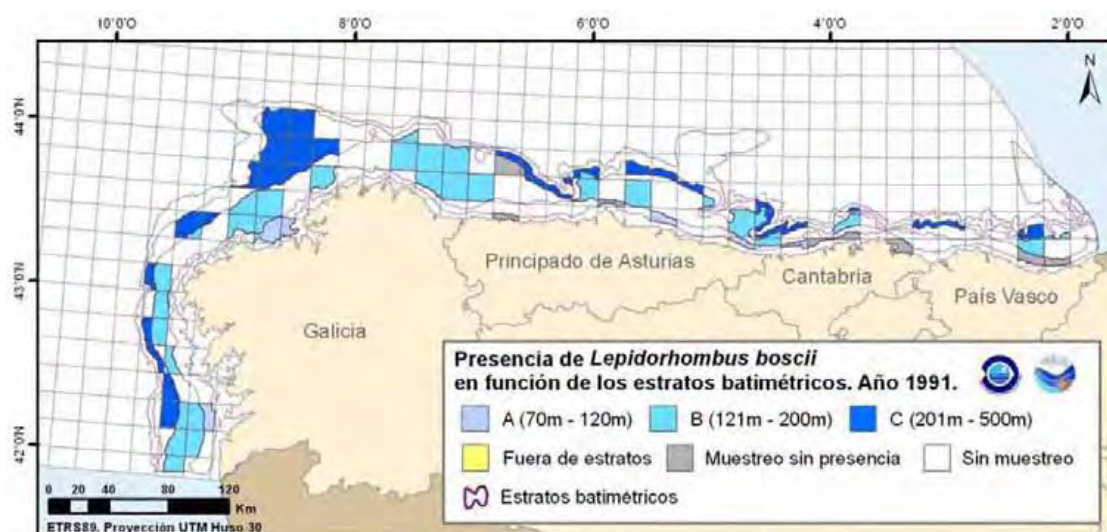 10°0'O 8°0'O 6°0'O 4°0'O 2°0'O
N
44°0'N
43°0'N
42°0'N
Principado de Asturias
Cantabria
País Vasco
Galicia
Presencia de Lepidorhombus boscii
en función de los estratos batimétricos. Año 1991.
A (70m - 120m) B (121m - 200m) C (201m - 500m)
Fuera de estratos Muestreo sin presencia Sin muestreo
Estratos batimétricos
0 20 40 80 120
Km
ETRS89. Proyección UTM Huso 30